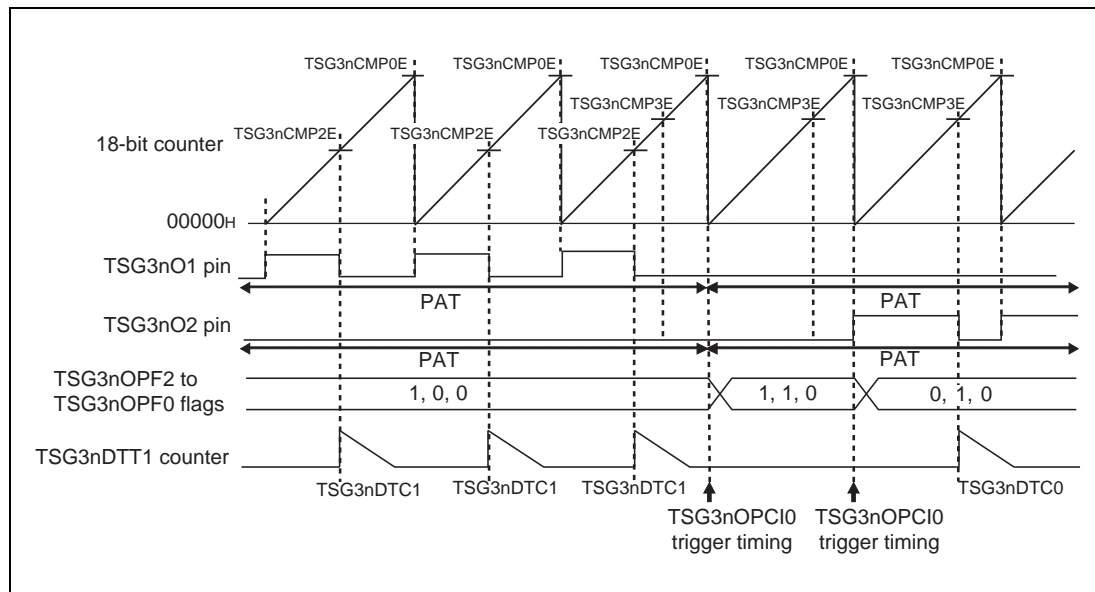 TSG3nCMP0E TSG3nCMP0E TSG3nCMP0E TSG3nCMP0E TSG3nCMP0E
TSG3nCMP3E TSG3nCMP3E TSG3nCMP3E
TSG3nCMP2E TSG3nCMP2E TSG3nCMP2E
18-bit counter
00000H
TSG3nO1 pin
PAT PAT
TSG3nO2 pin
PAT PAT
TSG3nOPF2 to
TSG3nOPF0 flags
1, 0, 0 1, 1, 0 0, 1, 0
TSG3nDTT1 counter
TSG3nDTC1 TSG3nDTC1 TSG3nDTC1 TSG3nDTC0
TSG3nOPCI0 TSG3nOPCI0
trigger timing trigger timing